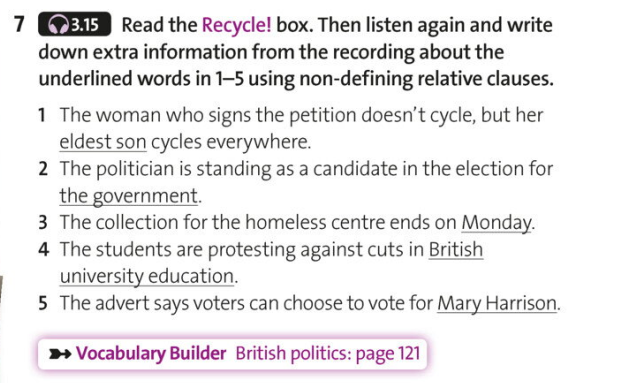 7 3.15 Read the Recycle! box. Then listen again and write
down extra information from the recording about the
underlined words in 1–5 using non-defining relative clauses.
1 The woman who signs the petition doesn't cycle, but her
eldest son cycles everywhere.
2 The politician is standing as a candidate in the election for
the government.
3 The collection for the homeless centre ends on Monday.
4 The students are protesting against cuts in British
university education.
5 The advert says voters can choose to vote for Mary Harrison.
Vocabulary Builder British politics: page 121